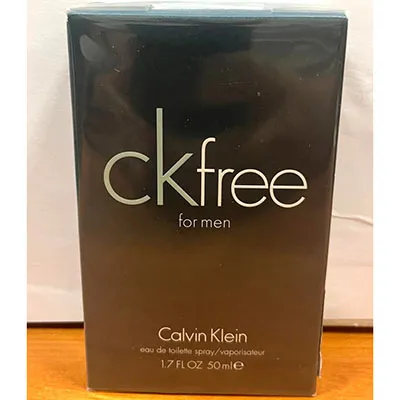 ckfree
for men
Calvin Klein
eau de toilette spray/vaporisateur
1.7 FL OZ 50 ml℮